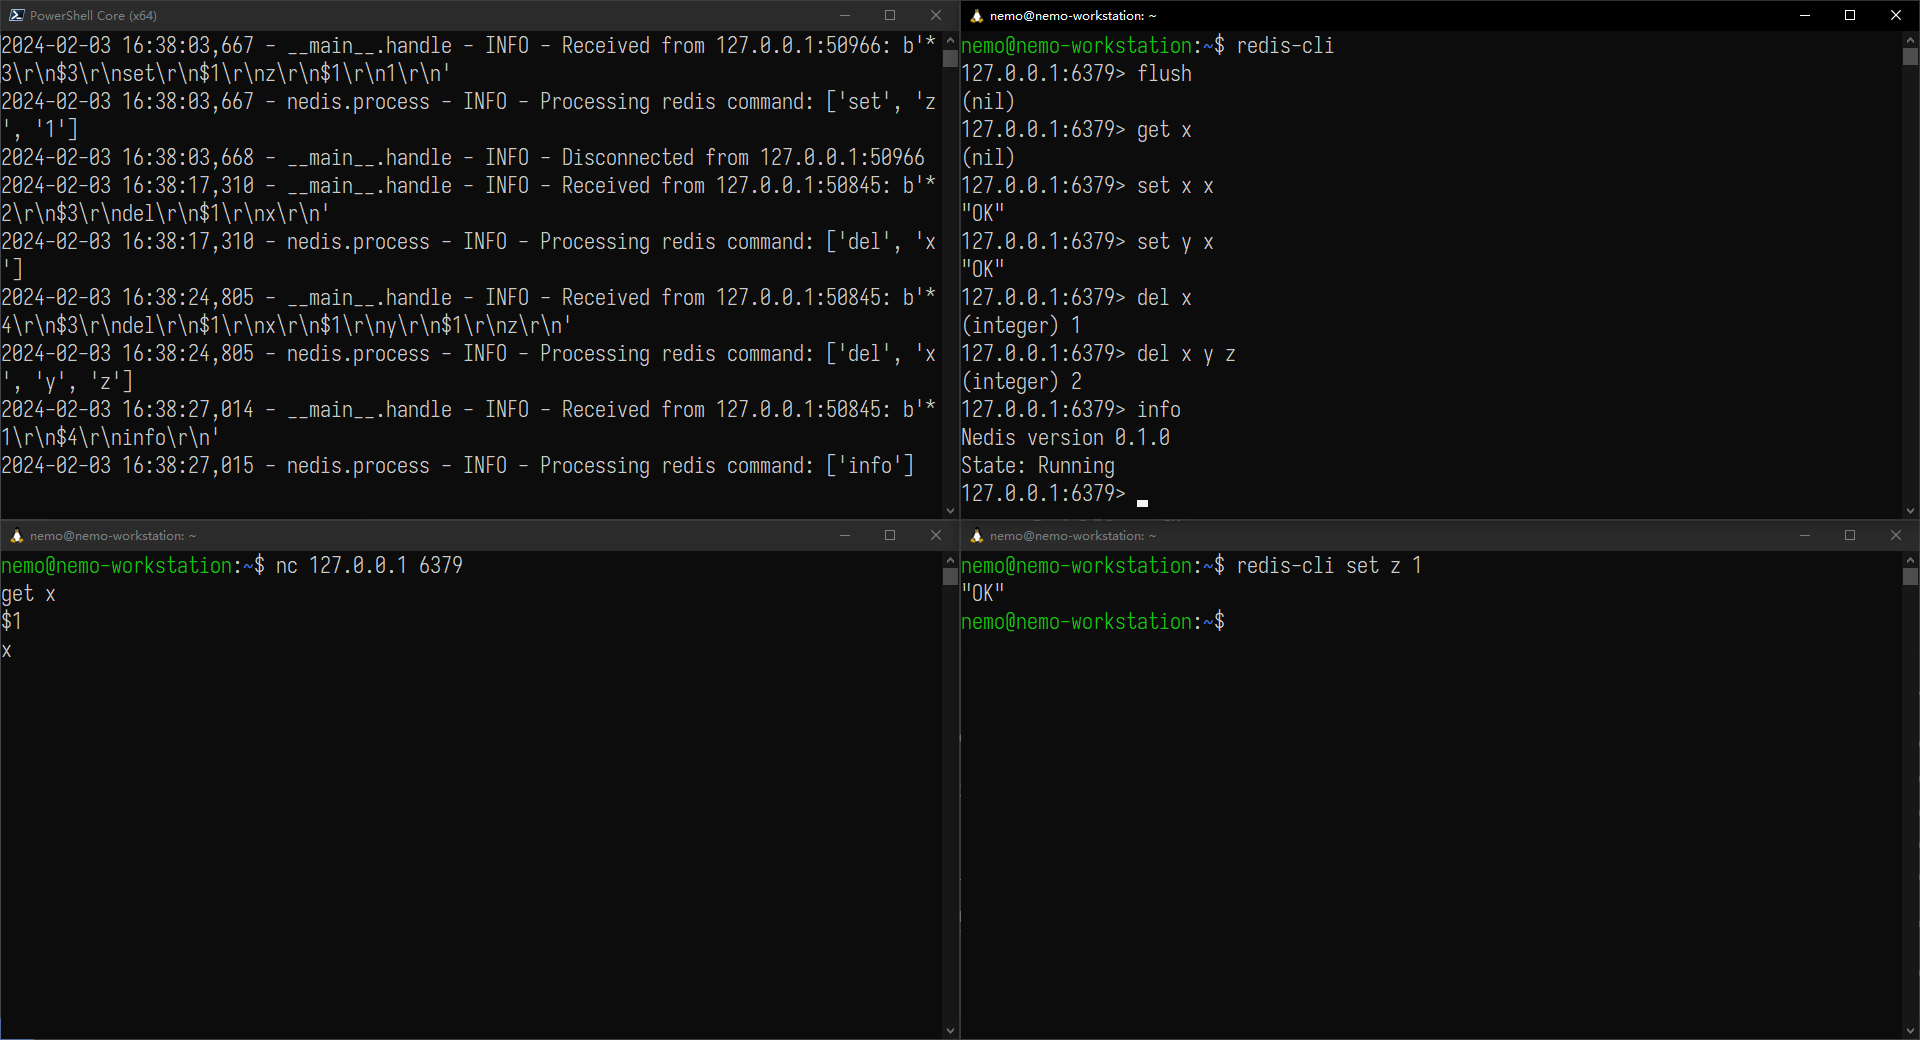 PowerShell Core (x64)
2024-02-03 16:38:03,667 - __main__.handle - INFO - Received from 127.0.0.1:50966: b'*
3\r\n$3\r\nset\r\n$1\r\nz\r\n$1\r\n1\r\n'
2024-02-03 16:38:03,667 - nedis.process - INFO - Processing redis command: ['set', 'z
', '1']
2024-02-03 16:38:03,668 - __main__.handle - INFO - Disconnected from 127.0.0.1:50966
2024-02-03 16:38:17,310 - __main__.handle - INFO - Received from 127.0.0.1:50845: b'*
2\r\n$3\r\ndel\r\n$1\r\nx\r\n'
2024-02-03 16:38:17,310 - nedis.process - INFO - Processing redis command: ['del', 'x
']
2024-02-03 16:38:24,805 - __main__.handle - INFO - Received from 127.0.0.1:50845: b'*
4\r\n$3\r\ndel\r\n$1\r\nx\r\n$1\r\ny\r\n$1\r\nz\r\n'
2024-02-03 16:38:24,805 - nedis.process - INFO - Processing redis command: ['del', 'x
', 'y', 'z']
2024-02-03 16:38:27,014 - __main__.handle - INFO - Received from 127.0.0.1:50845: b'*
1\r\n$4\r\ninfo\r\n'
2024-02-03 16:38:27,015 - nedis.process - INFO - Processing redis command: ['info']
nemo@nemo-workstation: ~
nemo@nemo-workstation:~$ redis-cli
127.0.0.1:6379> flush
(nil)
127.0.0.1:6379> get x
(nil)
127.0.0.1:6379> set x x
"OK"
127.0.0.1:6379> set y x
"OK"
127.0.0.1:6379> del x
(integer) 1
127.0.0.1:6379> del x y z
(integer) 2
127.0.0.1:6379> info
Nedis version 0.1.0
State: Running
127.0.0.1:6379>
nemo@nemo-workstation: ~
nemo@nemo-workstation:~$ nc 127.0.0.1 6379
get x
$1
x
nemo@nemo-workstation: ~
nemo@nemo-workstation:~$ redis-cli set z 1
"OK"
nemo@nemo-workstation:~$